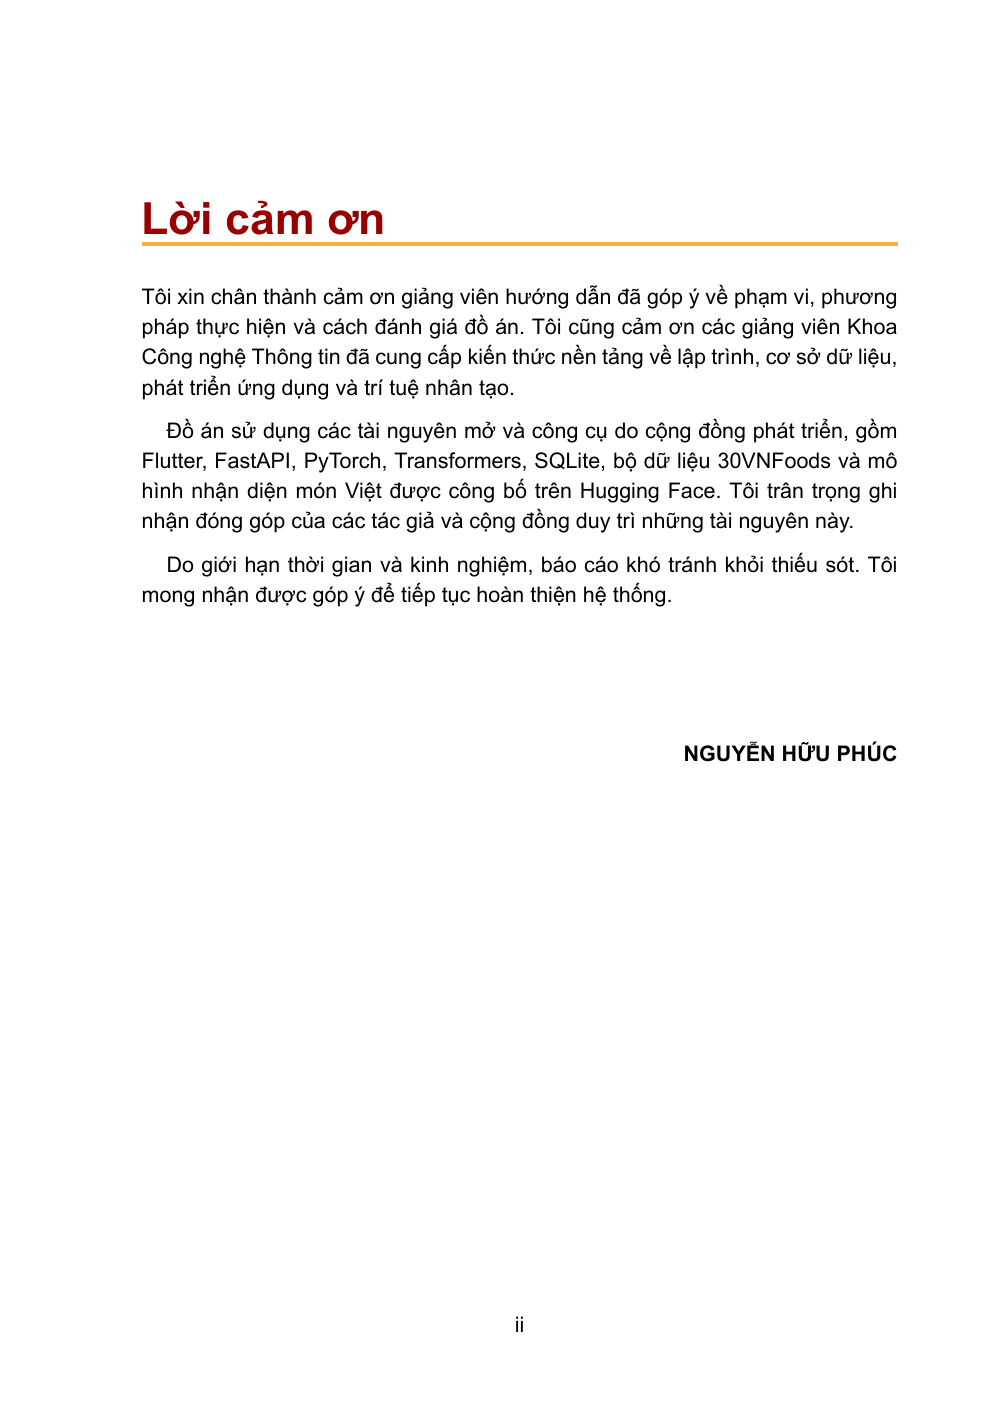 Lời cảm ơn
Tôi xin chân thành cảm ơn giảng viên hướng dẫn đã góp ý về phạm vi, phương
pháp thực hiện và cách đánh giá đồ án. Tôi cũng cảm ơn các giảng viên Khoa
Công nghệ Thông tin đã cung cấp kiến thức nền tảng về lập trình, cơ sở dữ liệu,
phát triển ứng dụng và trí tuệ nhân tạo.
Đồ án sử dụng các tài nguyên mở và công cụ do cộng đồng phát triển, gồm
Flutter, FastAPI, PyTorch, Transformers, SQLite, bộ dữ liệu 30VNFoods và mô
hình nhận diện món Việt được công bố trên Hugging Face. Tôi trân trọng ghi
nhận đóng góp của các tác giả và cộng đồng duy trì những tài nguyên này.
Do giới hạn thời gian và kinh nghiệm, báo cáo khó tránh khỏi thiếu sót. Tôi
mong nhận được góp ý để tiếp tục hoàn thiện hệ thống.
NGUYỄN HỮU PHÚC
ii